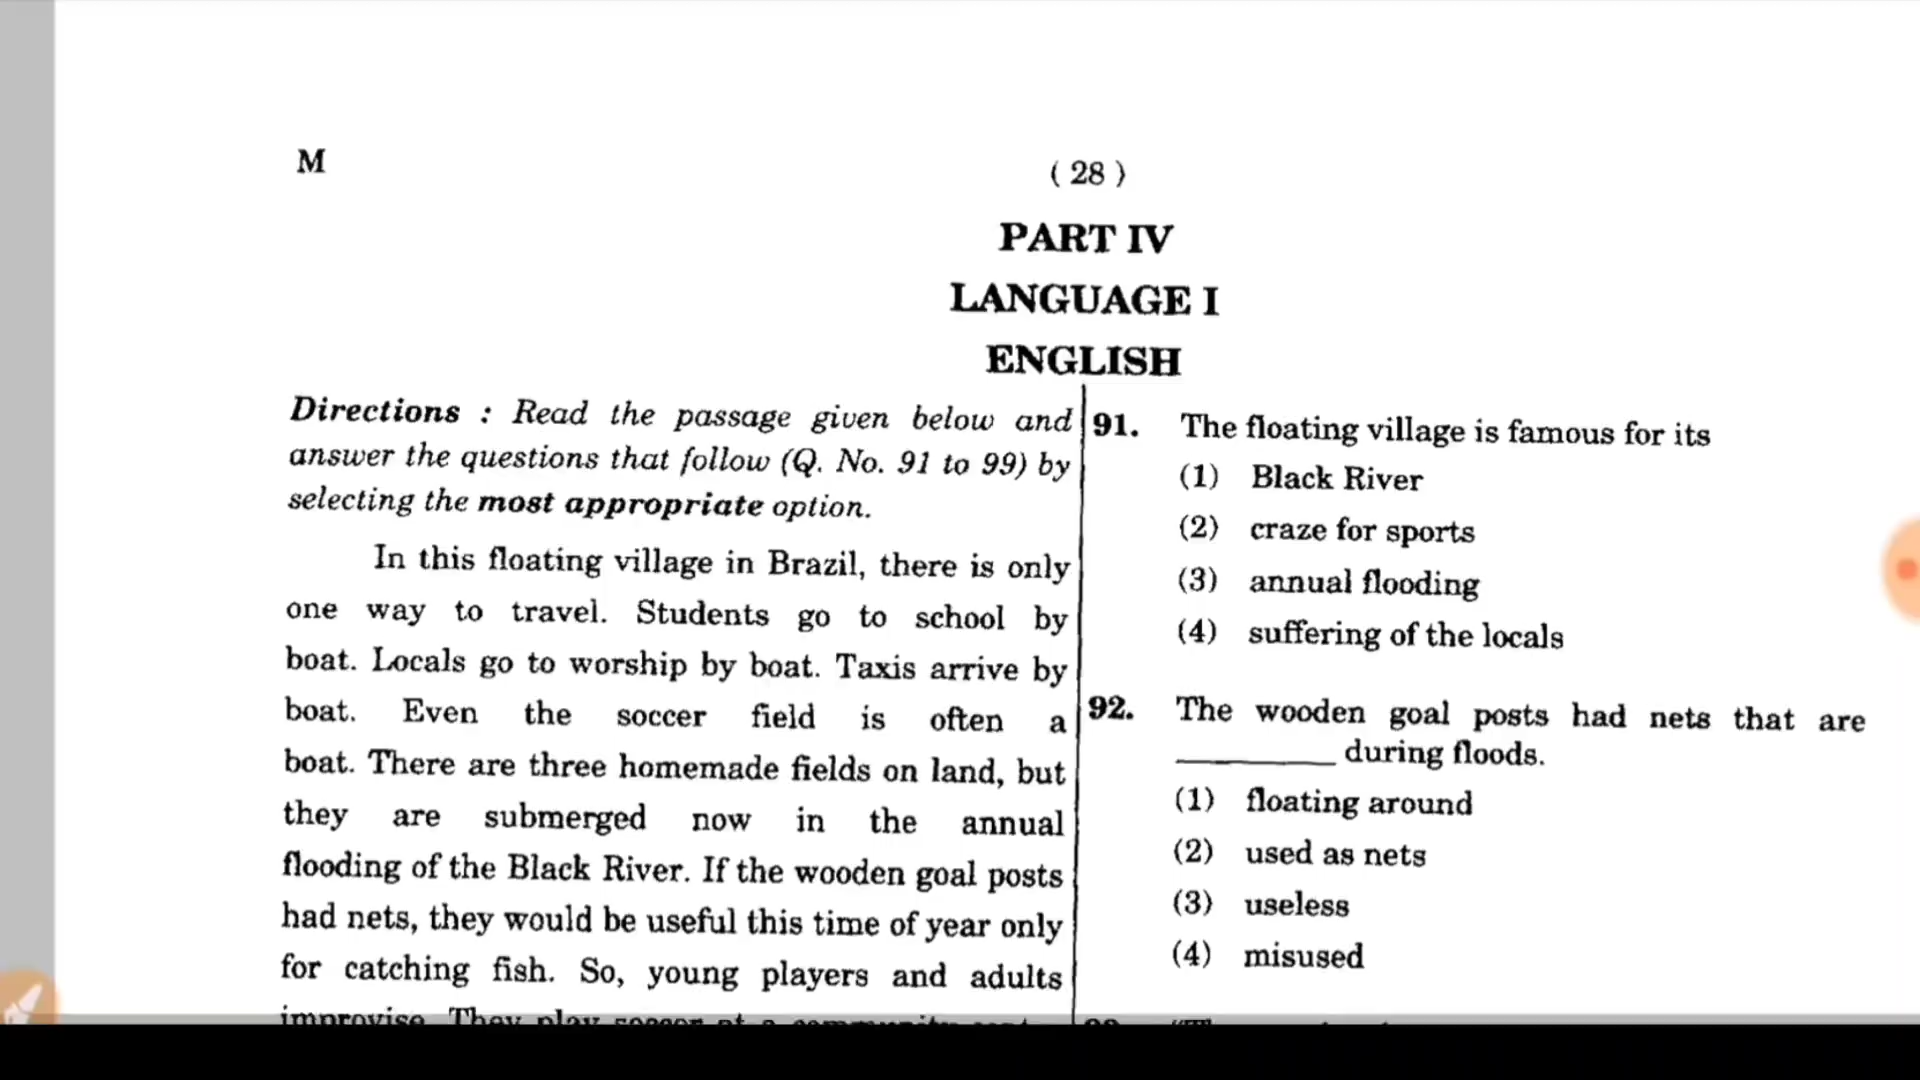 M
( 28 )
PART IV
LANGUAGE I
ENGLISH
Directions : Read the passage given below and
answer the questions that follow (Q. No. 91 to 99) by
selecting the most appropriate option.
In this floating village in Brazil, there is only
one way to travel. Students go to school by
boat. Locals go to worship by boat. Taxis arrive by
boat. Even the soccer field is often a
boat. There are three homemade fields on land, but
they are submerged now in the annual
flooding of the Black River. If the wooden goal posts
had nets, they would be useful this time of year only
for catching fish. So, young players and adults
improvise. They play soccer at a community
91. The floating village is famous for its
(1) Black River
(2) craze for sports
(3) annual flooding
(4) suffering of the locals
92. The wooden goal posts had nets that are
__________ during floods.
(1) floating around
(2) used as nets
(3) useless
(4) misused